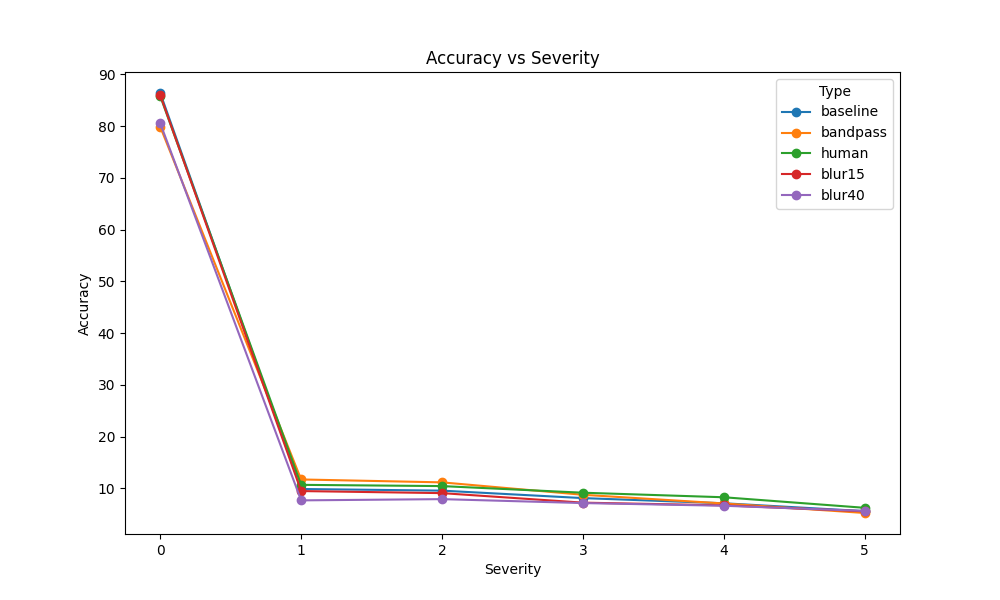 Accuracy vs Severity
90
80
70
60
50
40
30
20
10
Accuracy
0 1 2 3 4 5
Severity
Type
baseline
bandpass
human
blur15
blur40